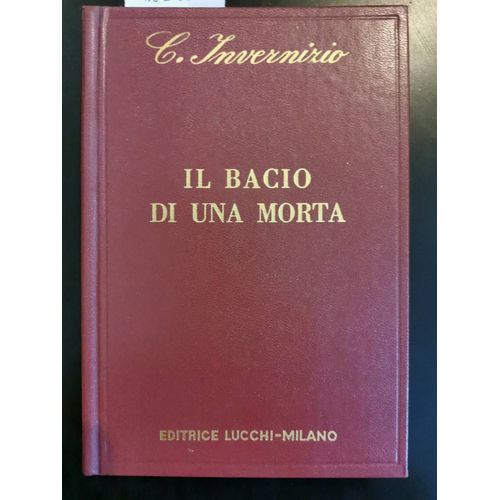 C. Invernizio
IL BACIO
DI UNA MORTA
EDITRICE LUCCHI-MILANO